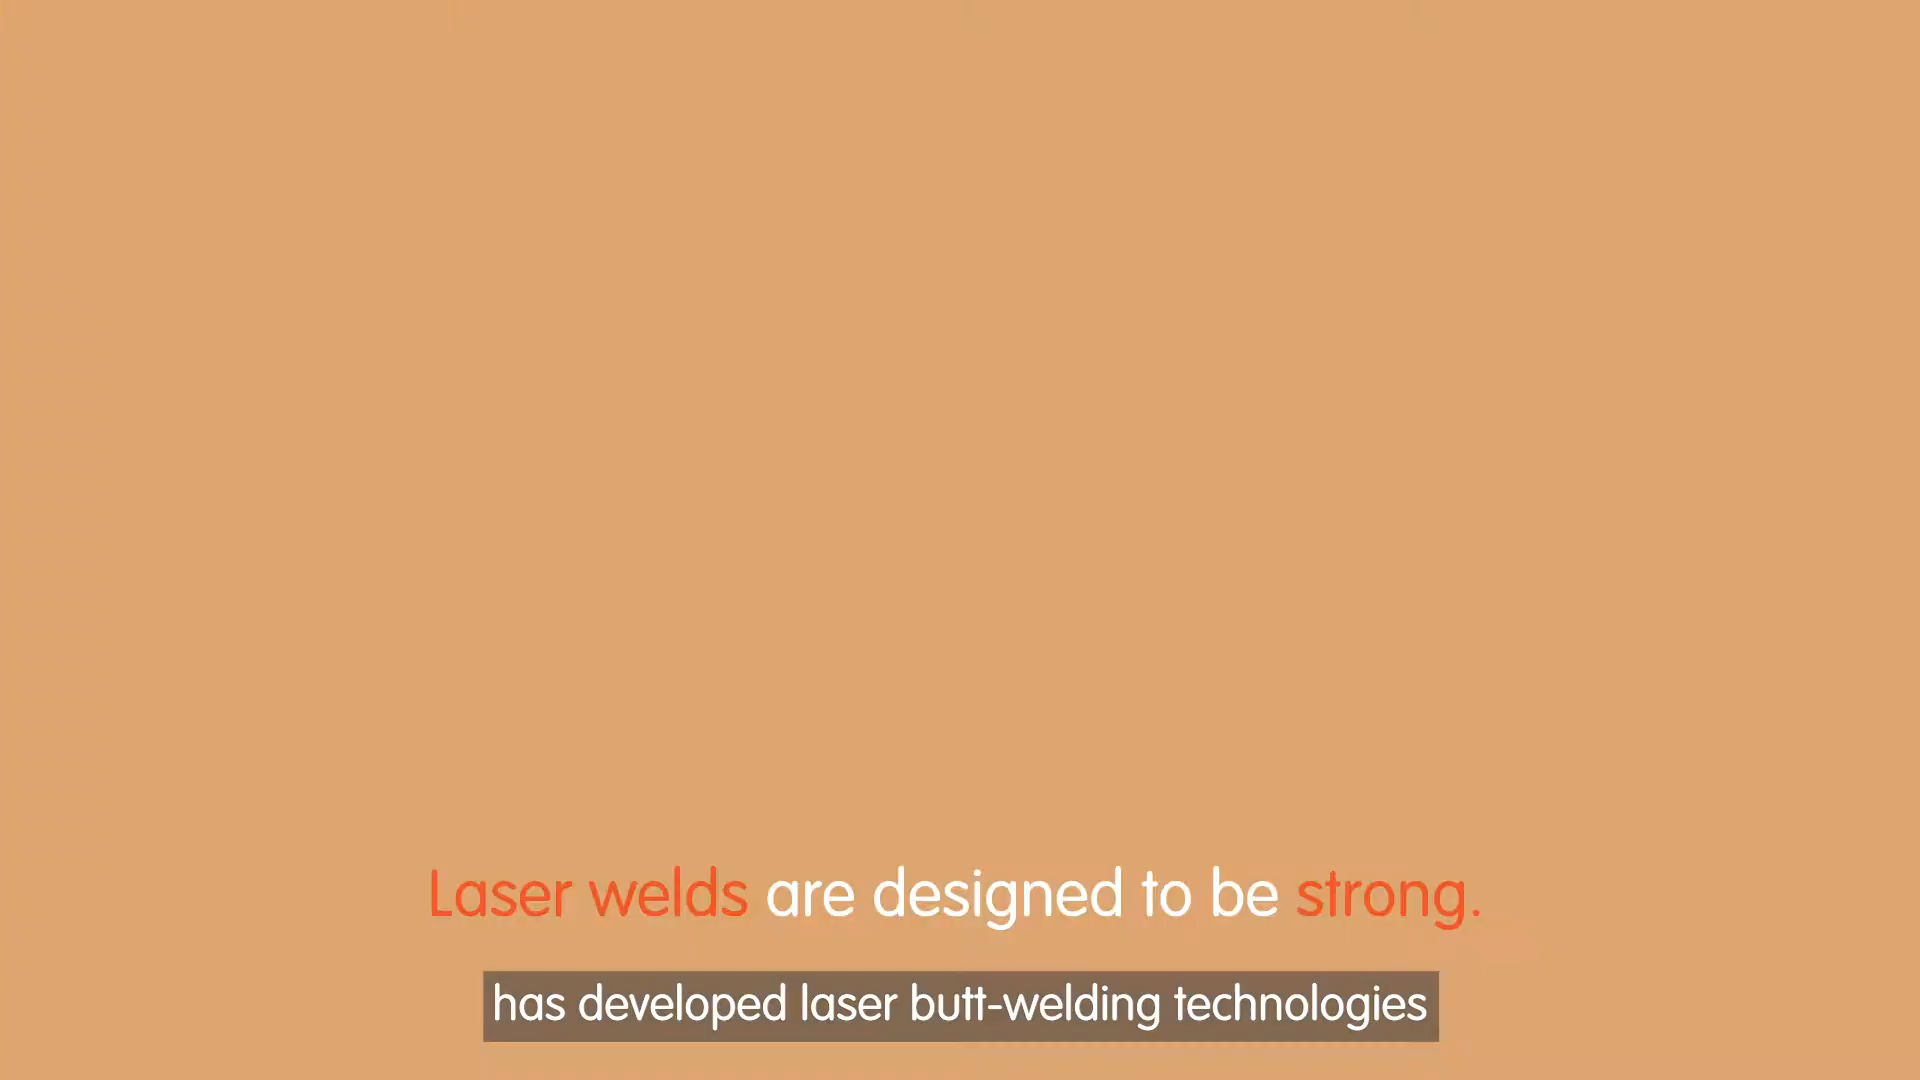 Laser welds are designed to be strong.
has developed laser butt-welding technologies